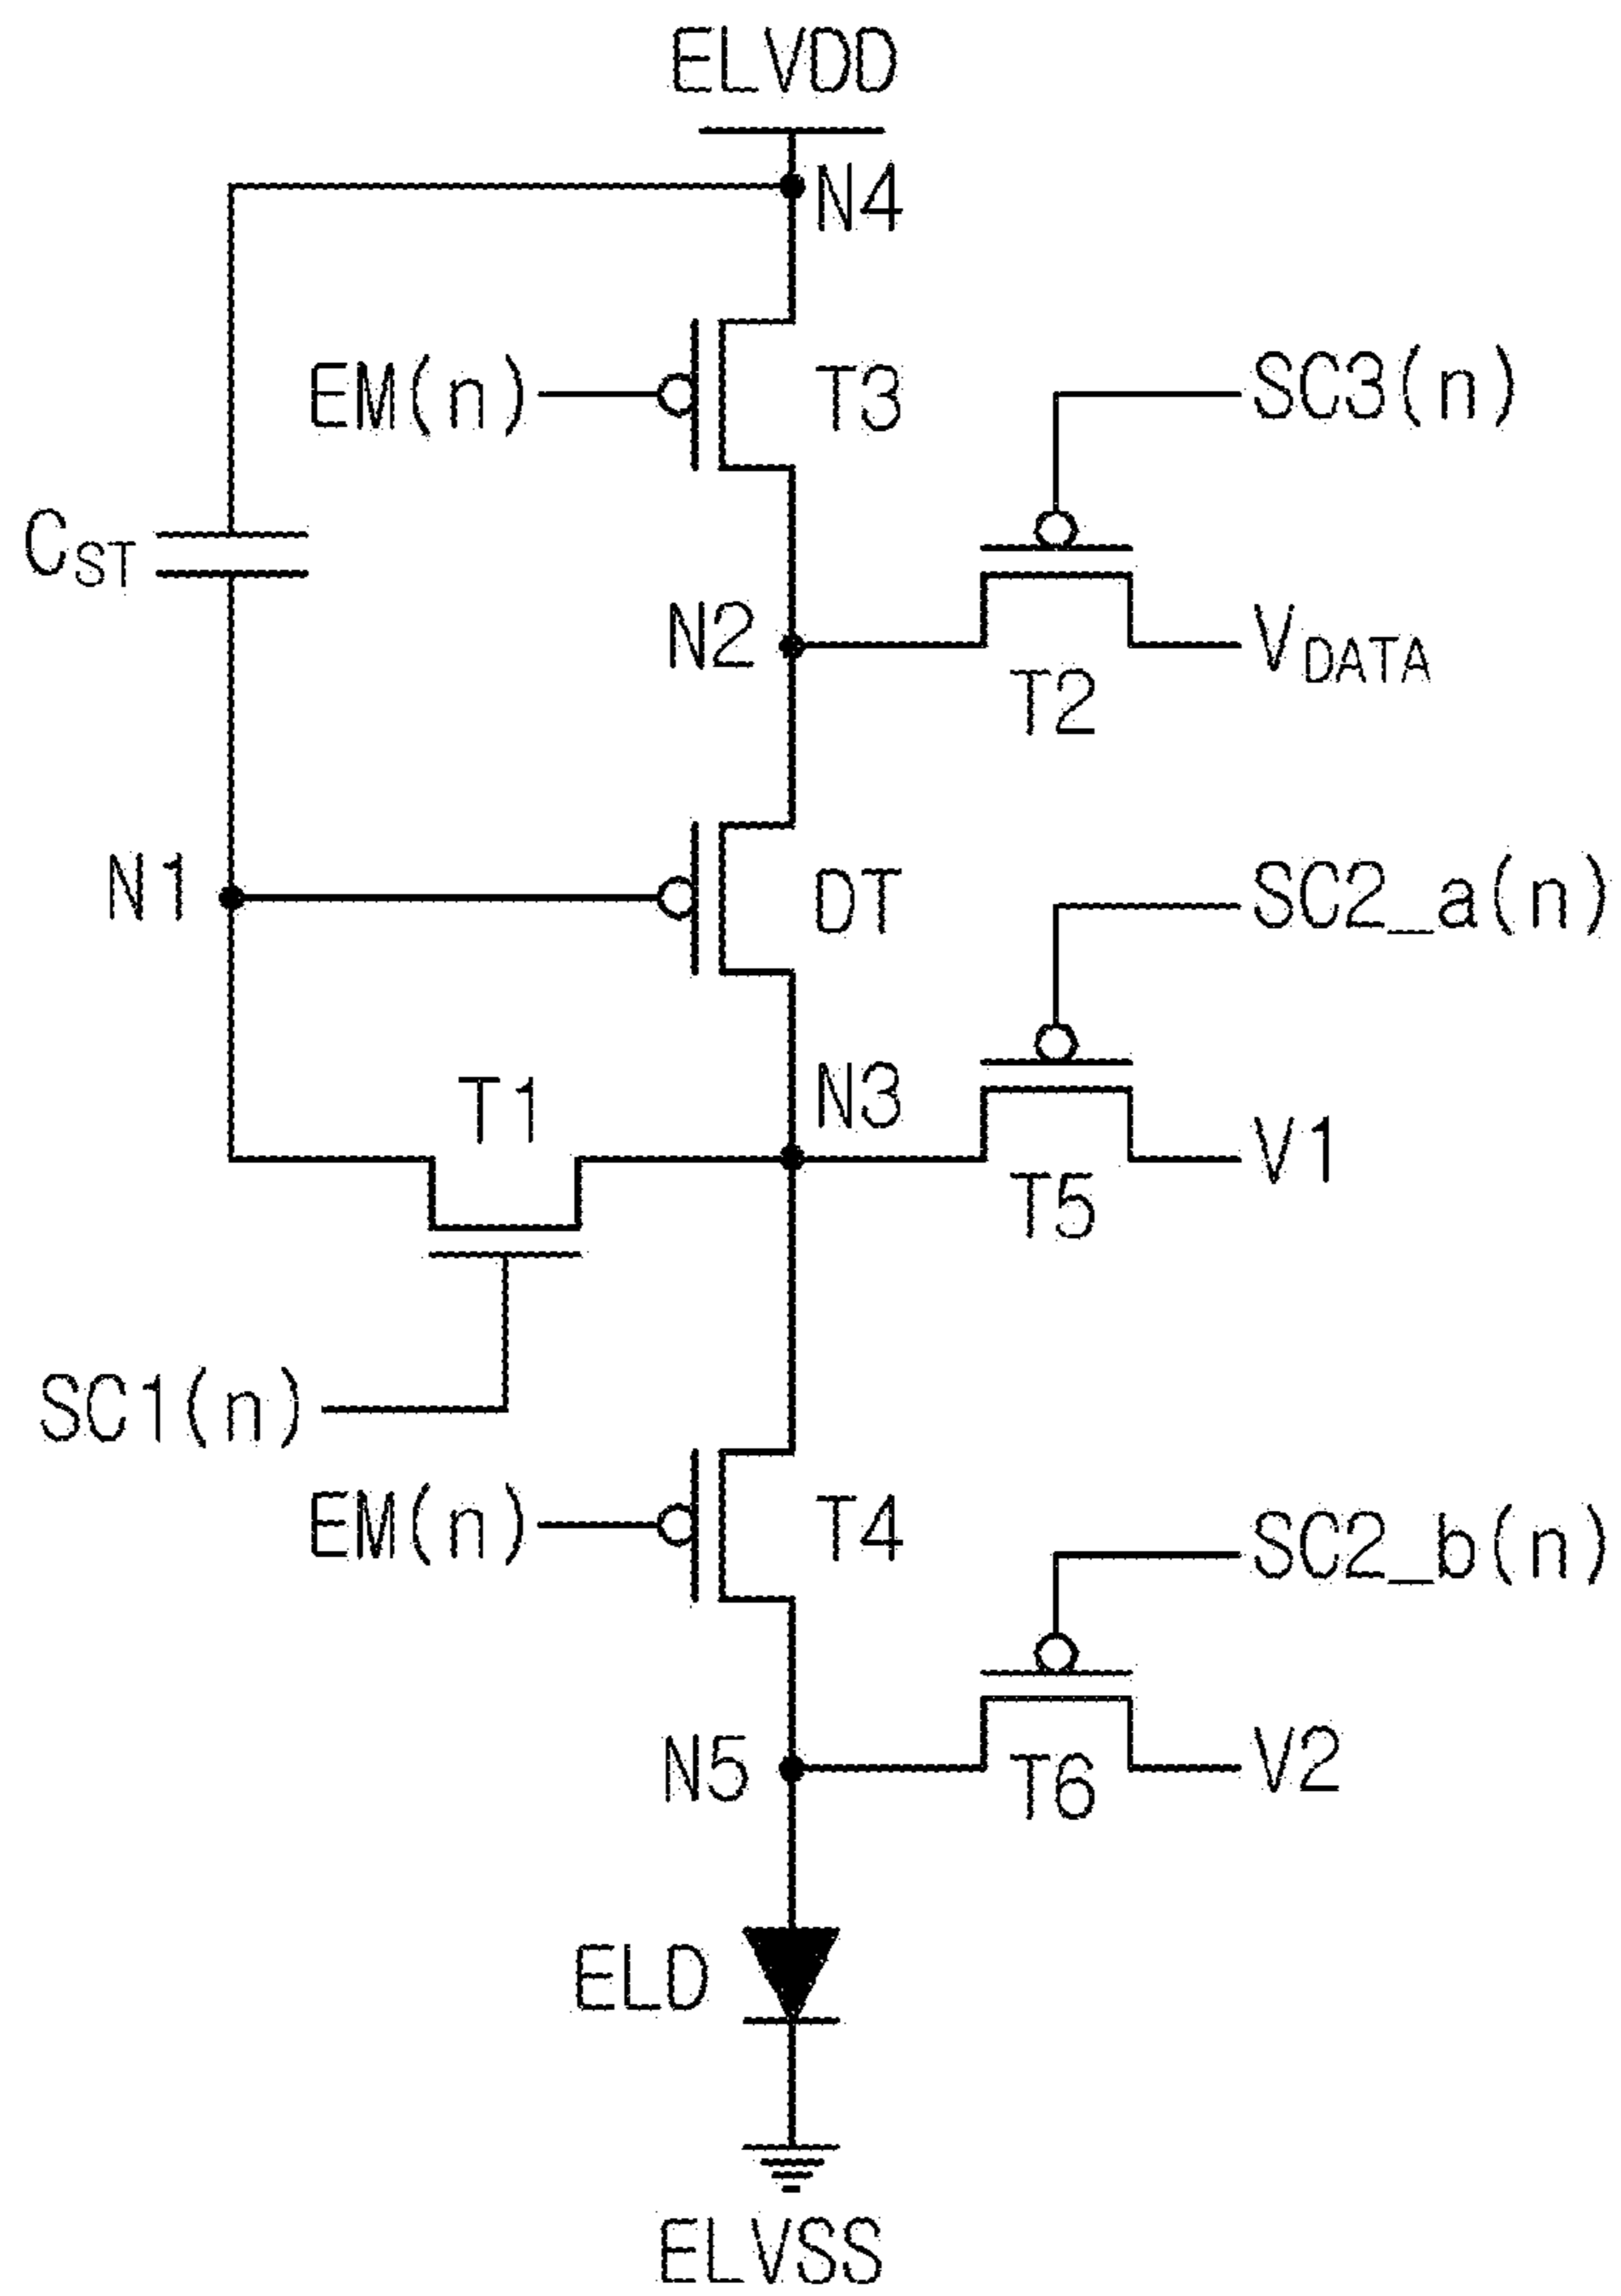 ELVDD
N4
EM(n)
T3
SC3(n)
CST
N2
T2
VDATA
N1
DT
SC2_a(n)
T1
N3
T5
V1
SC1(n)
EM(n)
T4
SC2_b(n)
N5
T6
V2
ELD
ELVSS